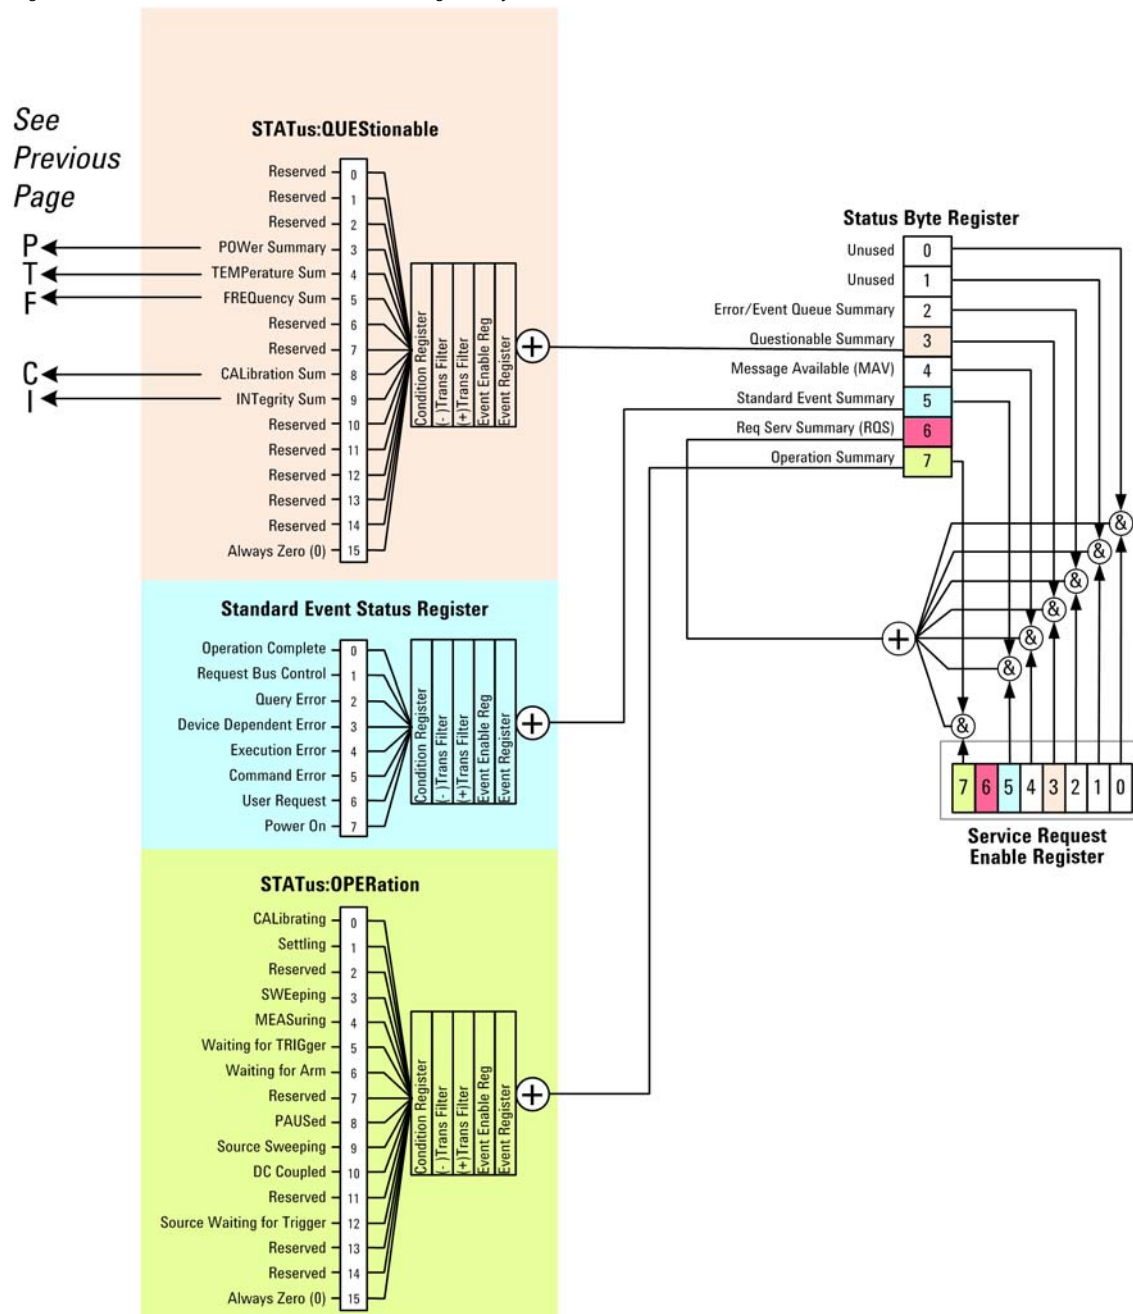 See
Previous
Page
P
T
F
C
I
STATus:QUEStionable
Reserved 0
Reserved 1
Reserved 2
POWer Summary 3
TEMPerature Sum 4
FREQuency Sum 5
Reserved 6
Reserved 7
CALibration Sum 8
INTegrity Sum 9
Reserved 10
Reserved 11
Reserved 12
Reserved 13
Reserved 14
Always Zero (0) 15
Condition Register
(-)Trans Filter
(+)Trans Filter
Event Enable Reg
Event Register
+
Standard Event Status Register
Operation Complete 0
Request Bus Control 1
Query Error 2
Device Dependent Error 3
Execution Error 4
Command Error 5
User Request 6
Power On 7
Condition Register
(-)Trans Filter
(+)Trans Filter
Event Enable Reg
Event Register
+
STATus:OPERation
CALibrating 0
Settling 1
Reserved 2
SWEeping 3
MEASuring 4
Waiting for TRIGger 5
Waiting for Arm 6
Reserved 7
PAUSed 8
Source Sweeping 9
DC Coupled 10
Reserved 11
Source Waiting for Trigger 12
Reserved 13
Reserved 14
Always Zero (0) 15
Condition Register
(-)Trans Filter
(+)Trans Filter
Event Enable Reg
Event Register
+
Status Byte Register
Unused 0
Unused 1
Error/Event Queue Summary 2
Questionable Summary 3
Message Available (MAV) 4
Standard Event Summary 5
Req Serv Summary (RQS) 6
Operation Summary 7
&
&
&
&
&
&
&
+
7 6 5 4 3 2 1 0
Service Request
Enable Register